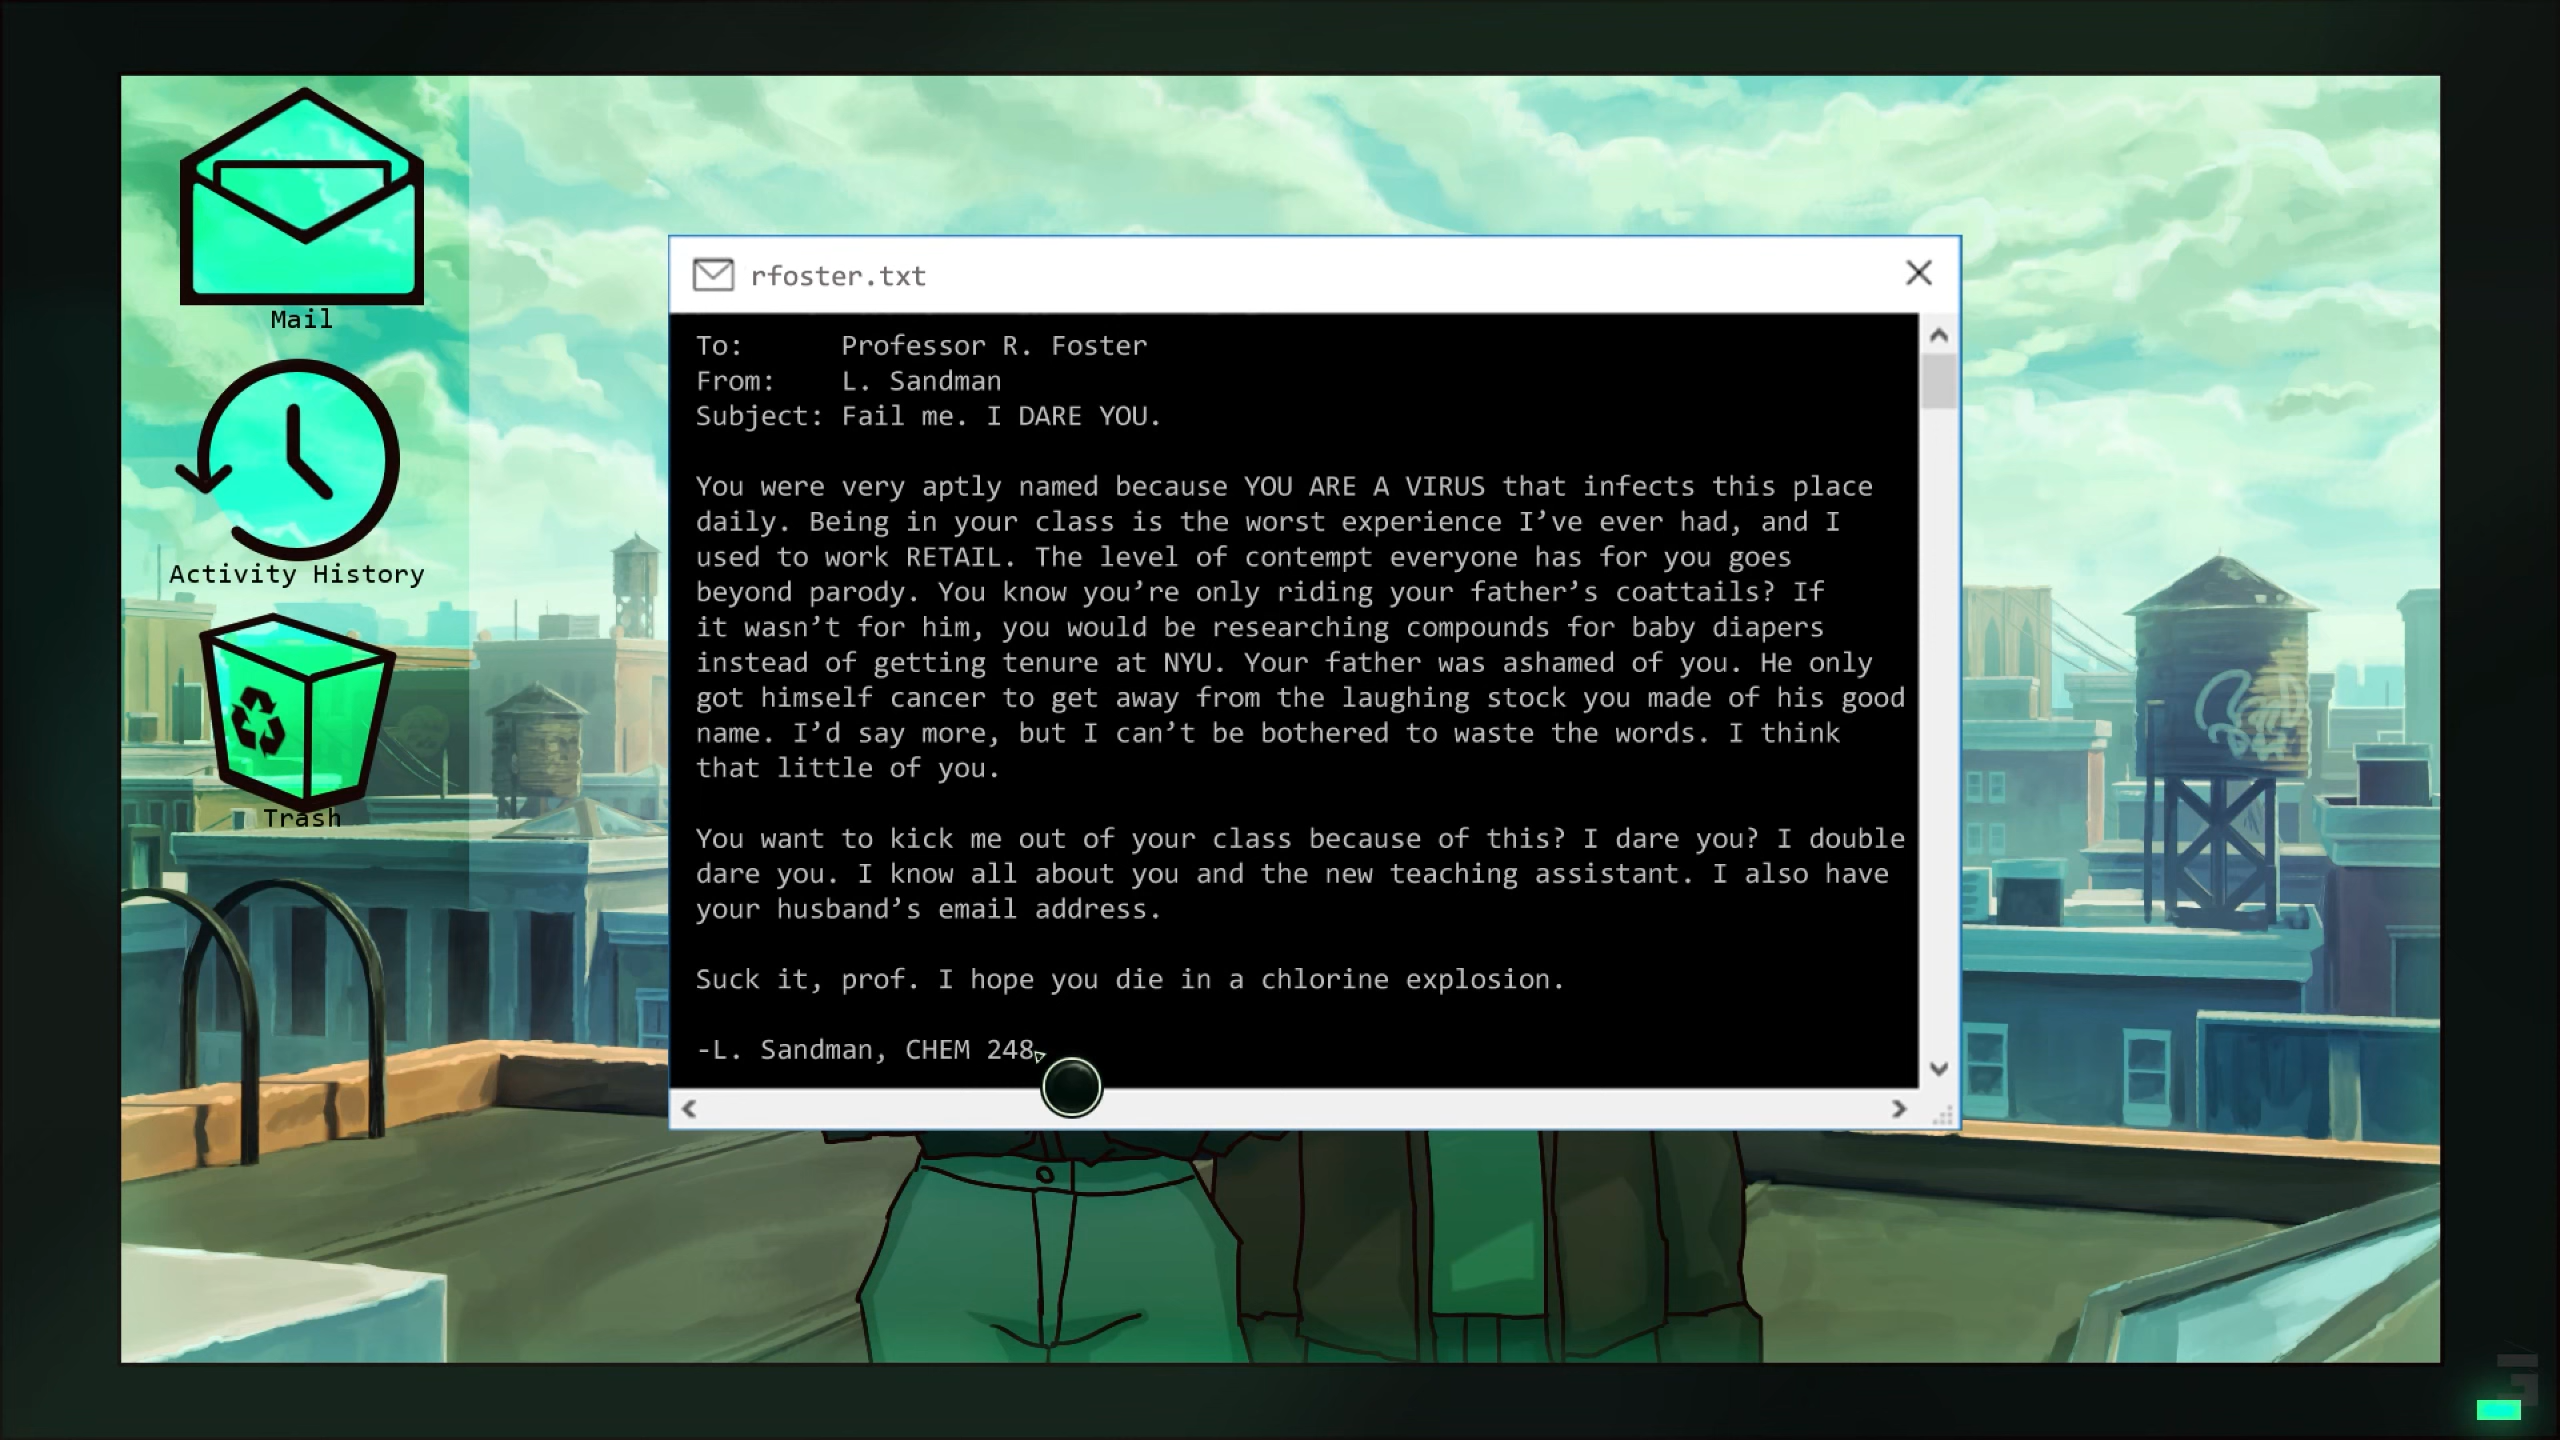 Mail
Activity History
Trash
rfoster.txt
To: Professor R. Foster
From: L. Sandman
Subject: Fail me. I DARE YOU.
You were very aptly named because YOU ARE A VIRUS that infects this place
daily. Being in your class is the worst experience I’ve ever had, and I
used to work RETAIL. The level of contempt everyone has for you goes
beyond parody. You know you’re only riding your father’s coattails? If
it wasn’t for him, you would be researching compounds for baby diapers
instead of getting tenure at NYU. Your father was ashamed of you. He only
got himself cancer to get away from the laughing stock you made of his good
name. I’d say more, but I can’t be bothered to waste the words. I think
that little of you.
You want to kick me out of your class because of this? I dare you? I double
dare you. I know all about you and the new teaching assistant. I also have
your husband’s email address.
Suck it, prof. I hope you die in a chlorine explosion.
-L. Sandman, CHEM 248